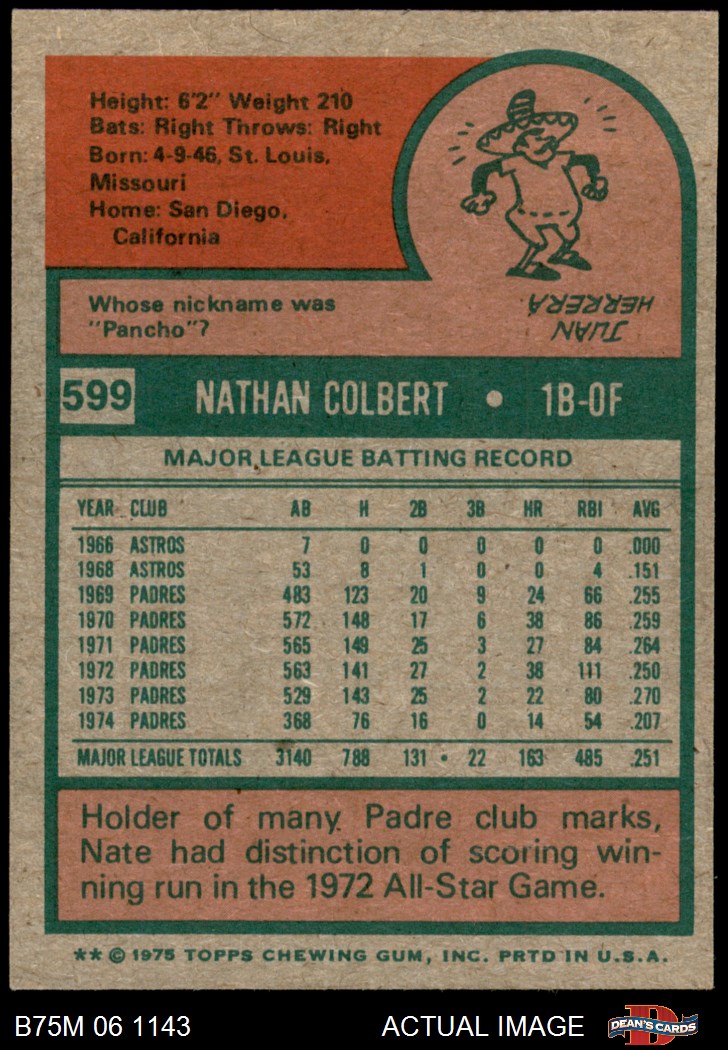 Height: 6'2" Weight 210
Bats: Right Throws: Right
Born: 4-9-46, St. Louis,
Missouri
Home: San Diego,
California
Whose nickname was
"Pancho"?
JUAN
HERRERA.
599 NATHAN COLBERT • 1B-OF
MAJOR LEAGUE BATTING RECORD
YEAR CLUB AB H 2B 3B HR RBI AVG
1966 ASTROS 7 0 0 0 0 0 .000
1968 ASTROS 53 8 1 0 0 4 .151
1969 PADRES 483 123 20 9 24 66 .255
1970 PADRES 572 148 17 6 38 86 .259
1971 PADRES 565 149 25 3 27 84 .264
1972 PADRES 563 141 27 2 38 111 .250
1973 PADRES 529 143 25 2 22 80 .270
1974 PADRES 368 76 16 0 14 54 .207
MAJOR LEAGUE TOTALS 3140 788 131 22 163 485 .251
Holder of many Padre club marks,
Nate had distinction of scoring win-
ning run in the 1972 All-Star Game.
** © 1975 TOPPS CHEWING GUM, INC. PRTD IN U.S.A.
B75M 06 1143 ACTUAL IMAGE D DEAN'S CARDS